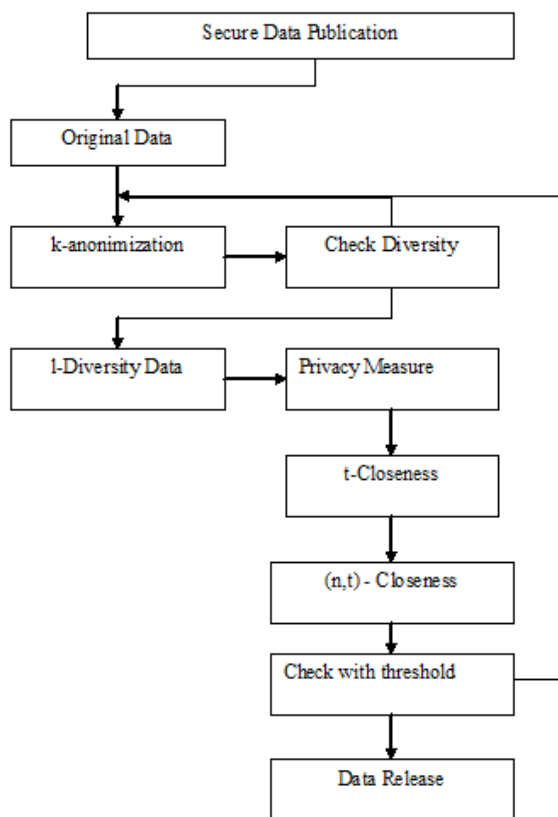 Secure Data Publication
Original Data
k-anonimization
Check Diversity
l-Diversity Data
Privacy Measure
t-Closeness
(n,t) - Closeness
Check with threshold
Data Release